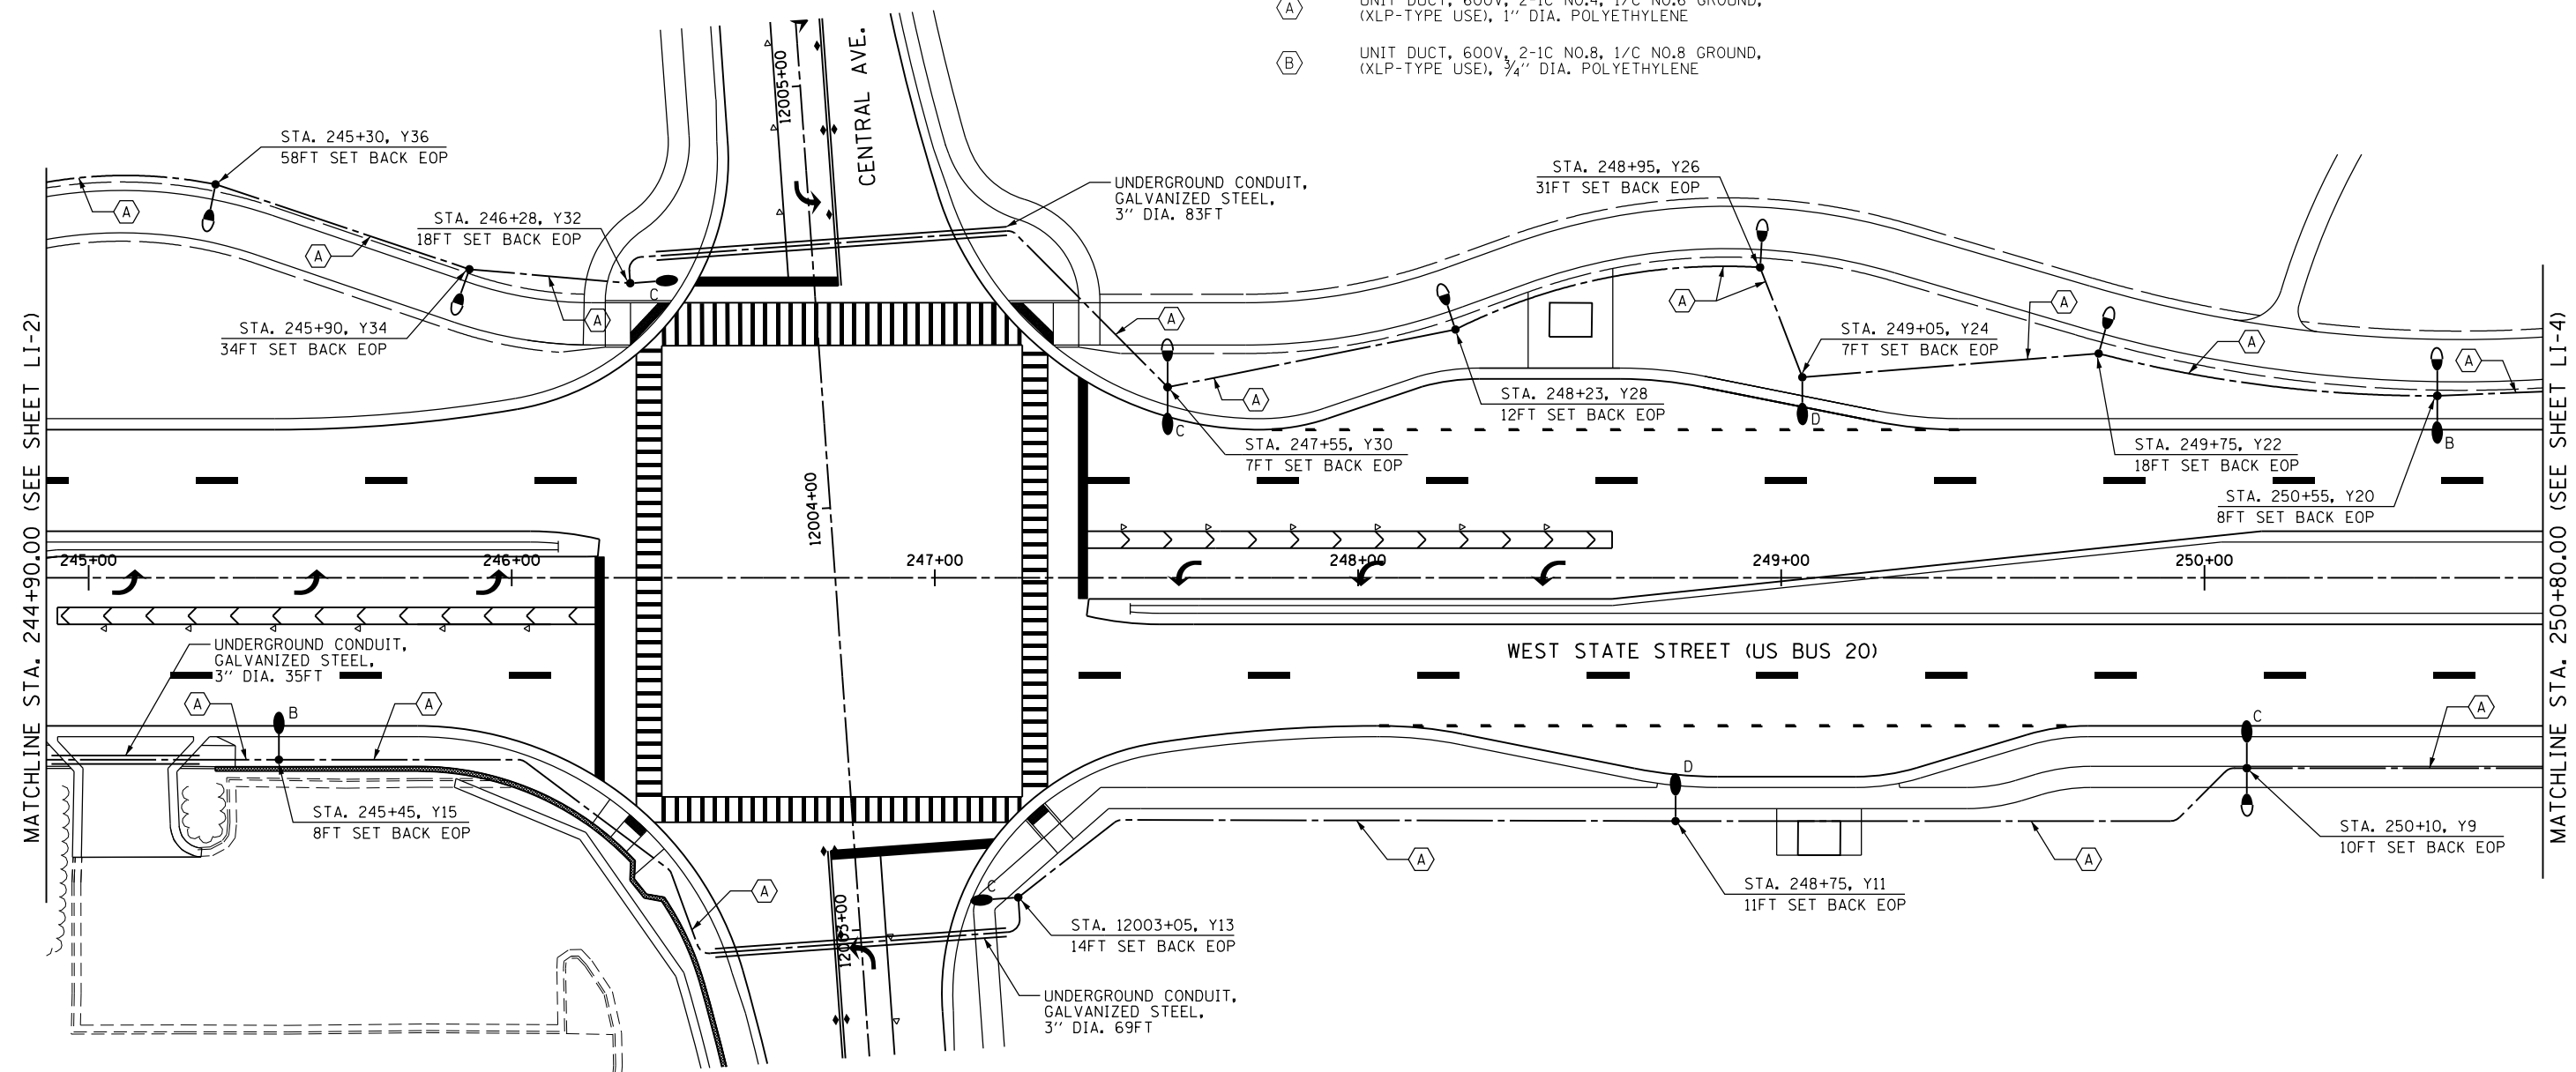 A
UNIT DUCT, 600V, 2-1C NO.4, 1/C NO.6 GROUND,
(XLP-TYPE USE), 1" DIA. POLYETHYLENE
B
UNIT DUCT, 600V, 2-1C NO.8, 1/C NO.8 GROUND,
(XLP-TYPE USE), ¾" DIA. POLYETHYLENE
12005+00
CENTRAL AVE.
STA. 245+30, Y36
58FT SET BACK EOP
A
A
STA. 246+28, Y32
18FT SET BACK EOP
C
A
STA. 245+90, Y34
34FT SET BACK EOP
UNDERGROUND CONDUIT,
GALVANIZED STEEL,
3" DIA. 83FT
STA. 248+95, Y26
31FT SET BACK EOP
A
A
A
A
A
A
STA. 249+05, Y24
7FT SET BACK EOP
STA. 248+23, Y28
12FT SET BACK EOP
C
D
B
STA. 247+55, Y30
7FT SET BACK EOP
STA. 249+75, Y22
18FT SET BACK EOP
STA. 250+55, Y20
8FT SET BACK EOP
MATCHLINE STA. 244+90.00 (SEE SHEET LI-2)
MATCHLINE STA. 250+80.00 (SEE SHEET LI-4)
12004+00
245+00
246+00
247+00
248+00
249+00
250+00
UNDERGROUND CONDUIT,
GALVANIZED STEEL,
3" DIA. 35FT
WEST STATE STREET (US BUS 20)
A
B
A
STA. 245+45, Y15
8FT SET BACK EOP
A
12003+00
C
STA. 12003+05, Y13
14FT SET BACK EOP
UNDERGROUND CONDUIT,
GALVANIZED STEEL,
3" DIA. 69FT
A
D
STA. 248+75, Y11
11FT SET BACK EOP
A
C
A
STA. 250+10, Y9
10FT SET BACK EOP